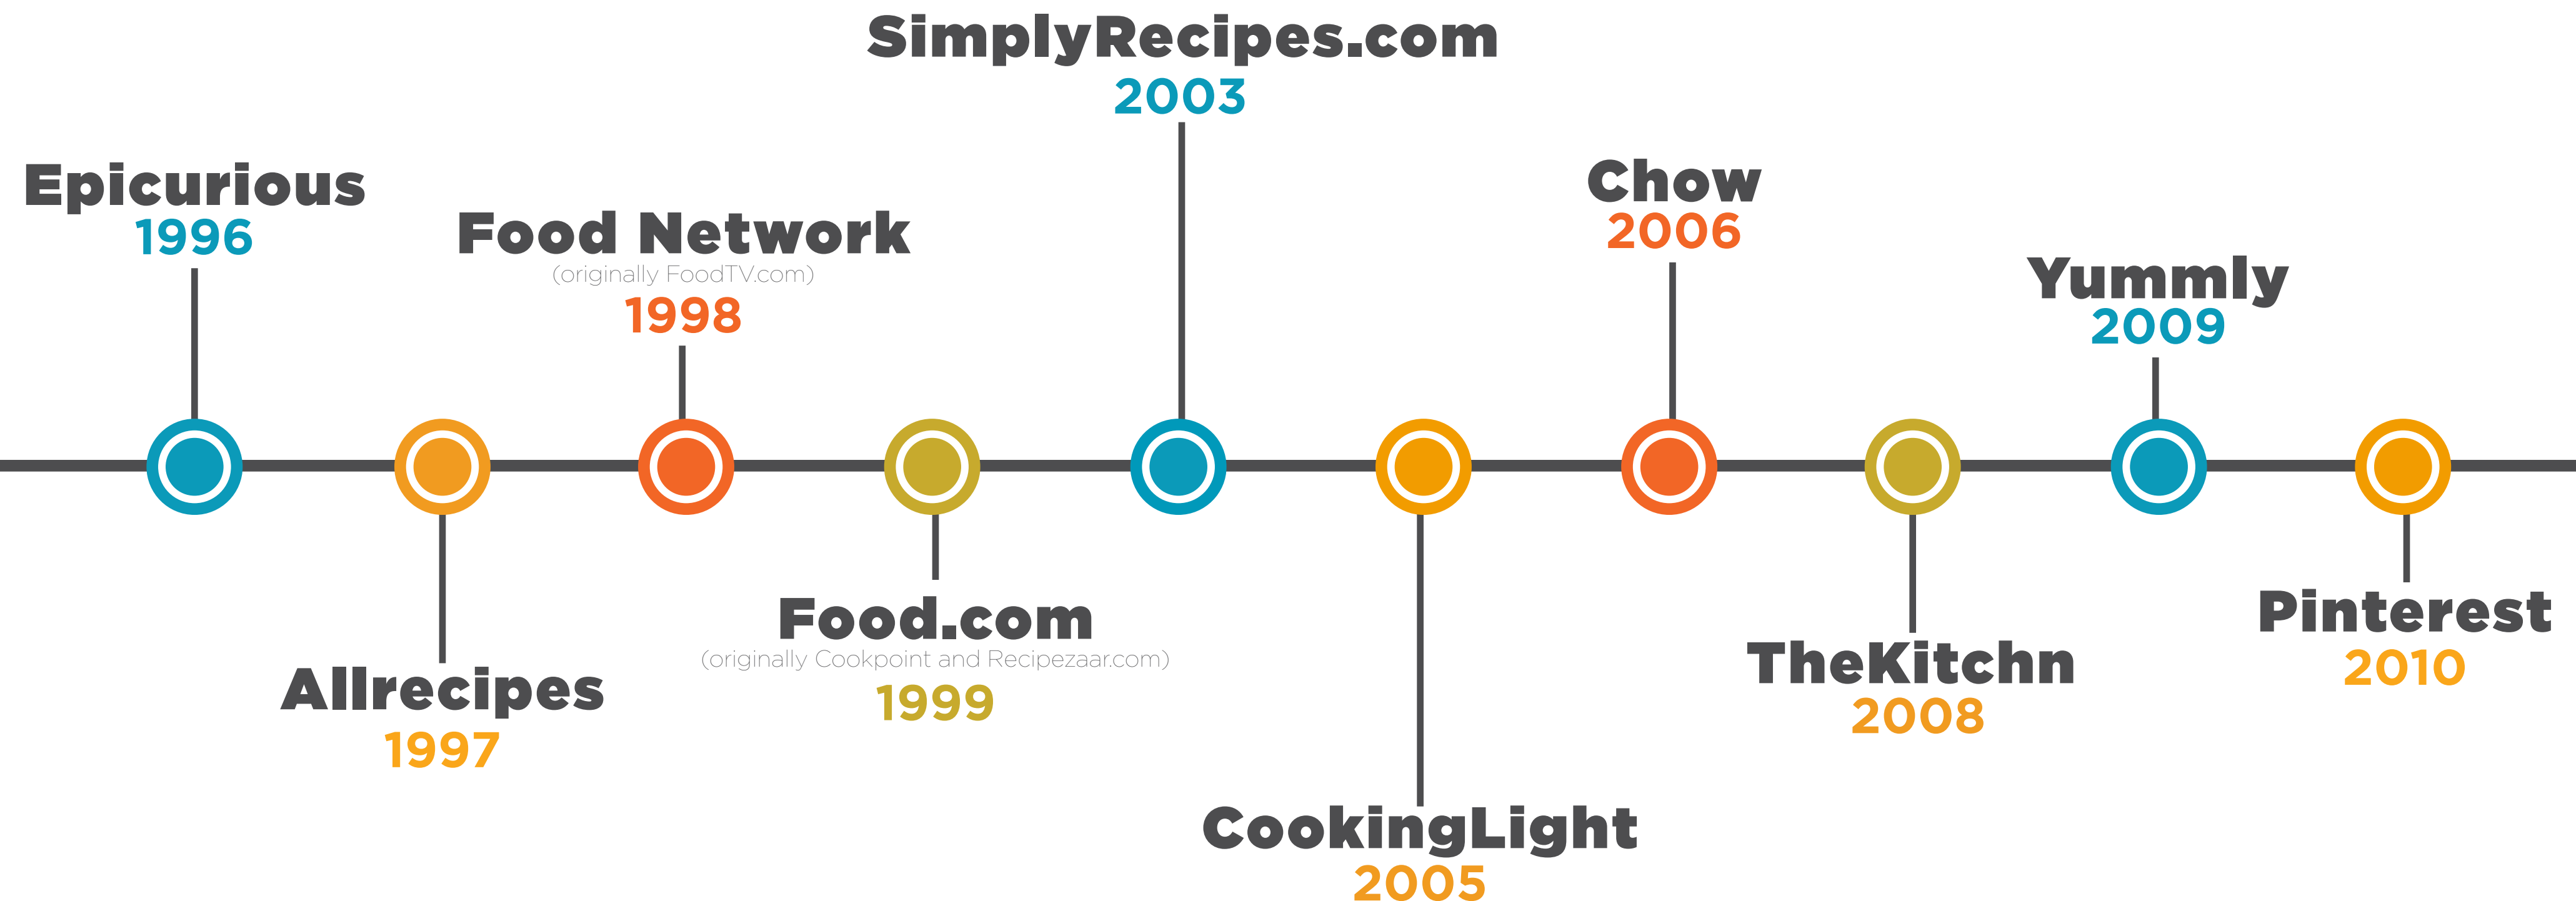 Epicurious
1996
Allrecipes
1997
Food Network
(originally FoodTV.com)
1998
Food.com
(originally Cookpoint and Recipezaar.com)
1999
SimplyRecipes.com
2003
CookingLight
2005
Chow
2006
TheKitchn
2008
Yummly
2009
Pinterest
2010